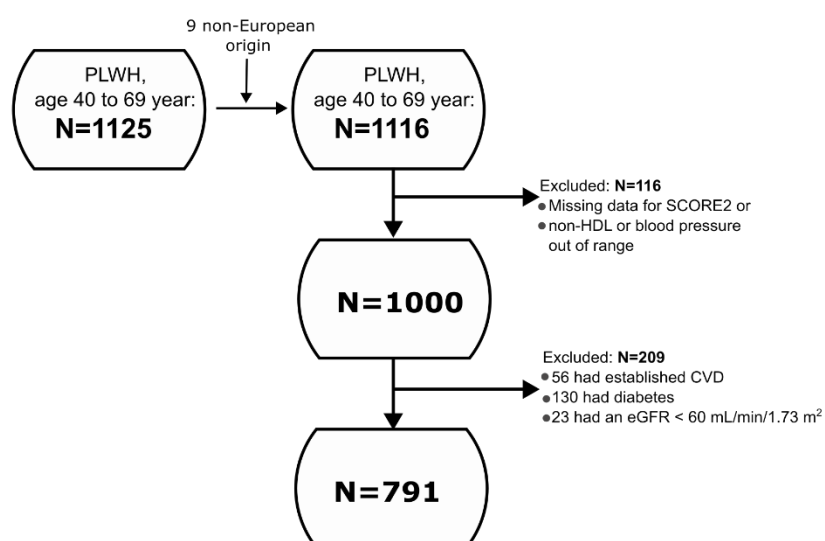 9 non-European
origin
PLWH,
age 40 to 69 year:
N=1125
PLWH,
age 40 to 69 year:
N=1116
Excluded: N=116
● Missing data for SCORE2 or
● non-HDL or blood pressure
out of range
N=1000
Excluded: N=209
● 56 had established CVD
● 130 had diabetes
● 23 had an eGFR < 60 mL/min/1.73 m²
N=791